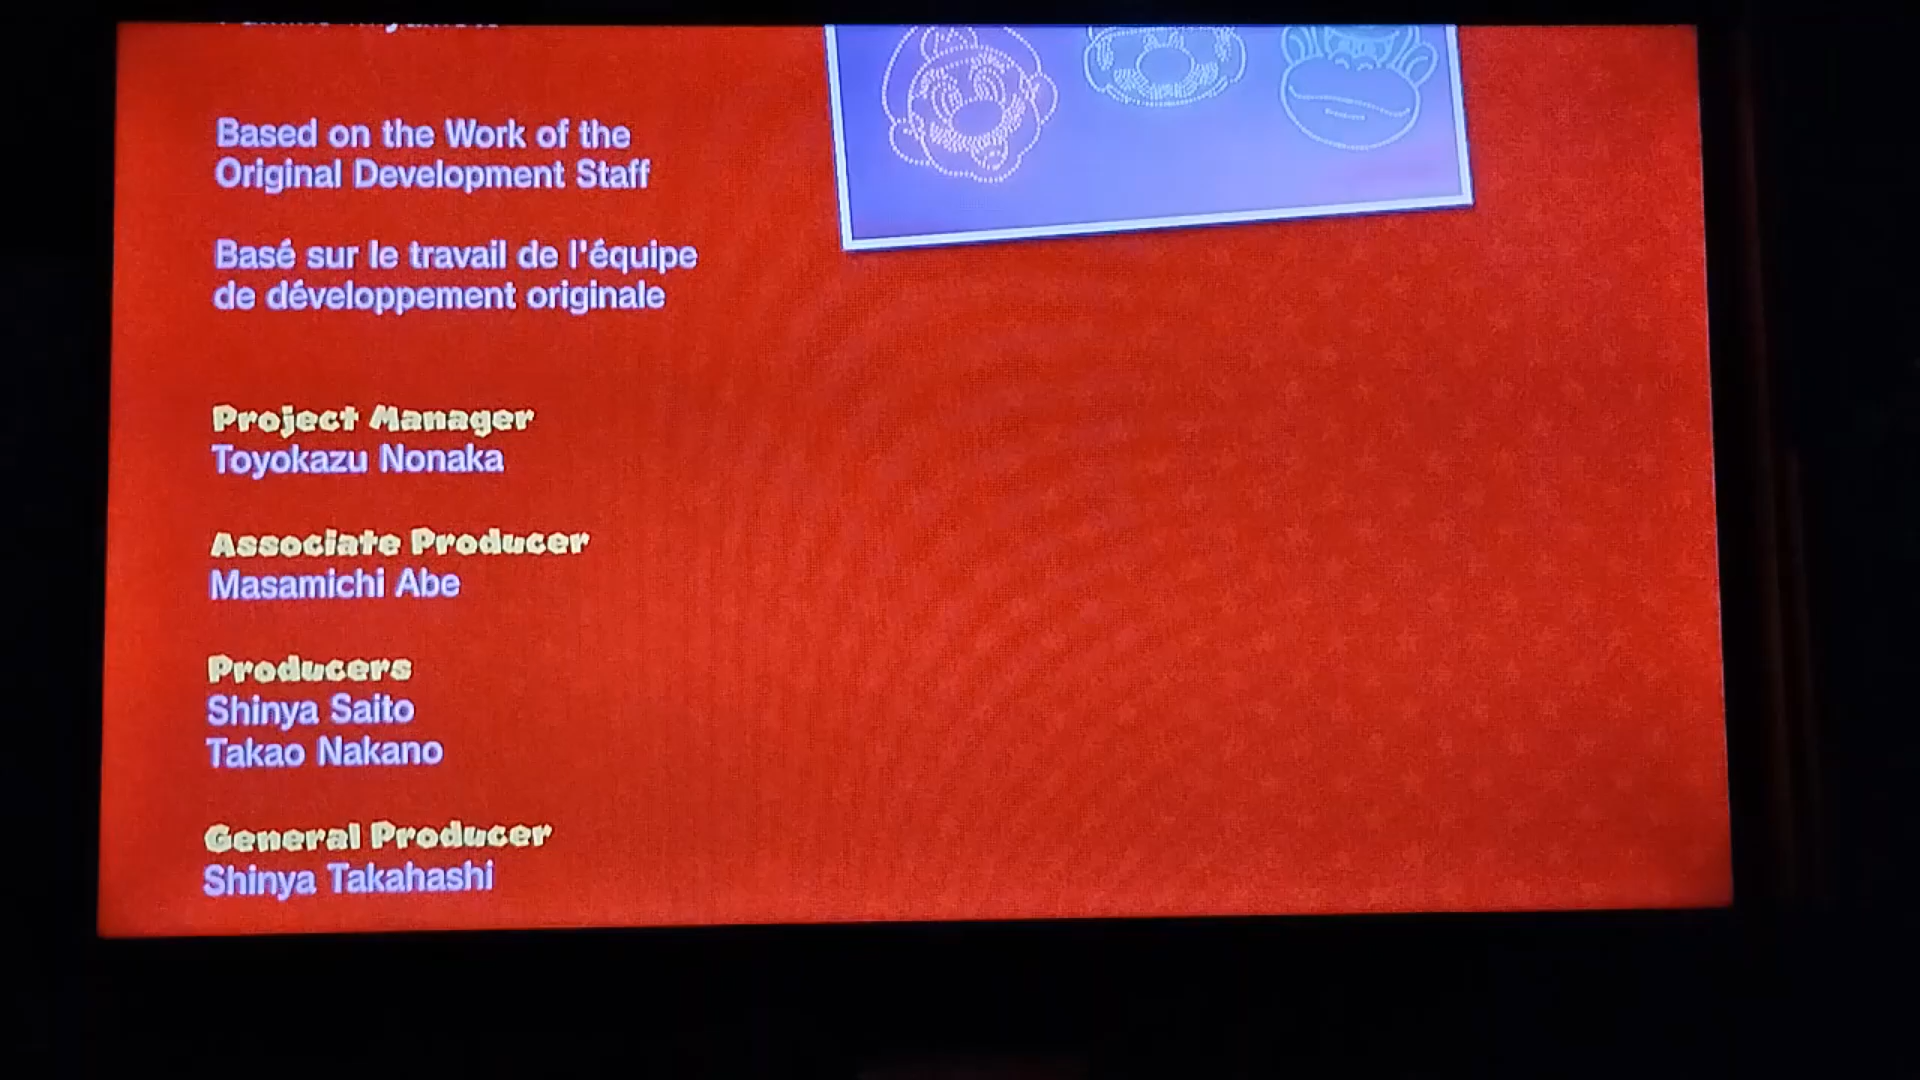 Based on the Work of the
Original Development Staff
Basé sur le travail de l'équipe
de développement originale
Project Manager
Toyokazu Nonaka
Associate Producer
Masamichi Abe
Producers
Shinya Saito
Takao Nakano
General Producer
Shinya Takahashi